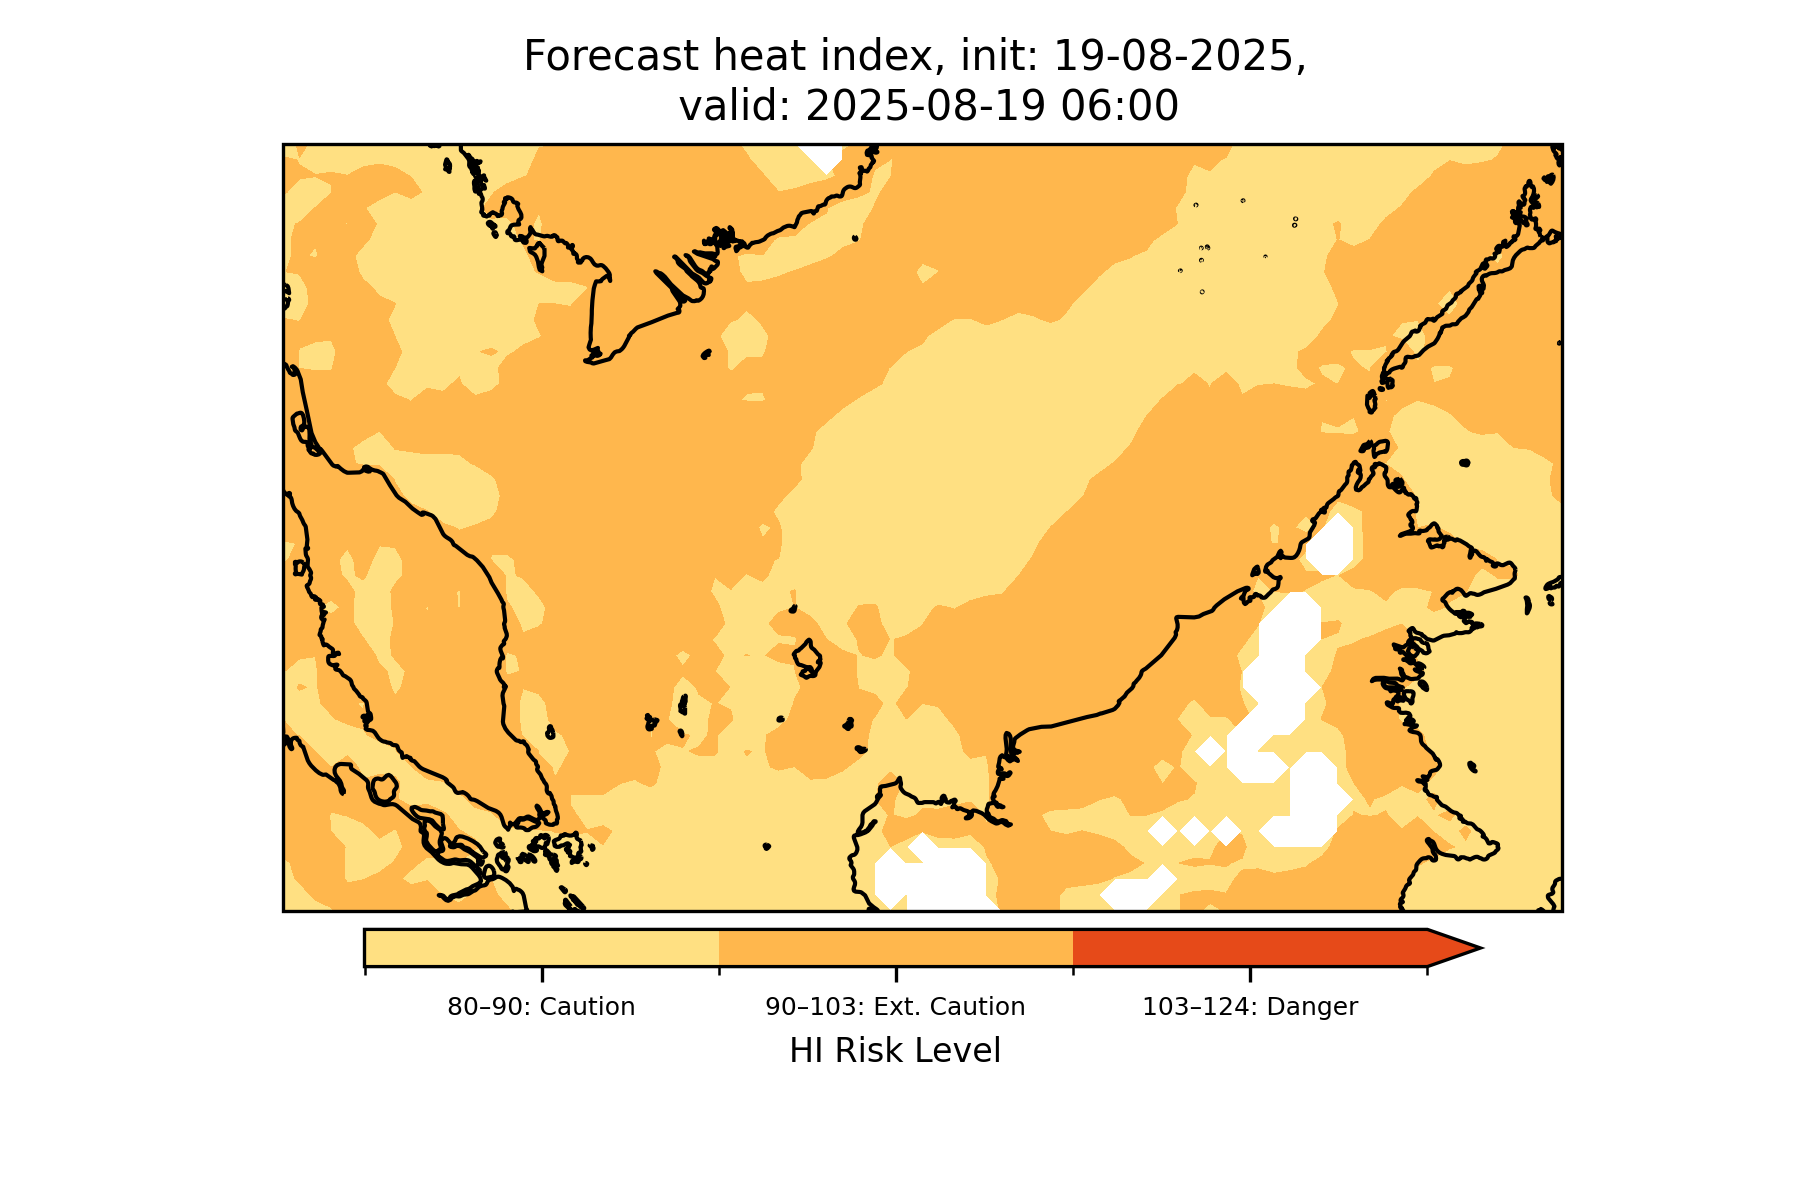 Forecast heat index, init: 19-08-2025,
valid: 2025-08-19 06:00
80–90: Caution
90–103: Ext. Caution
103–124: Danger
HI Risk Level